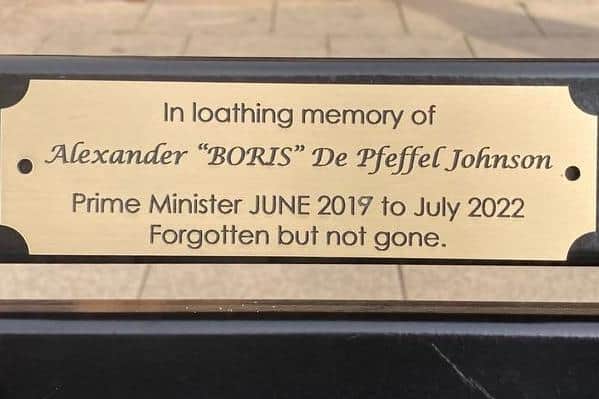 In loathing memory of
Alexander “BORIS” De Pfeffel Johnson
Prime Minister JUNE 2019 to July 2022
Forgotten but not gone.